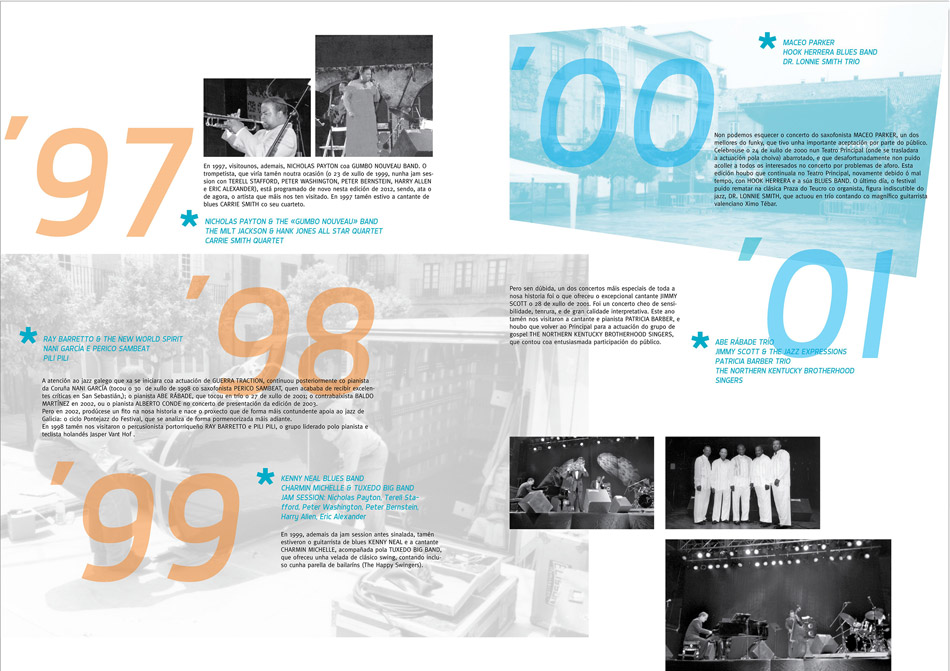 '97
En 1997, visitounos, ademais, NICHOLAS PAYTON coa GUMBO NOUVEAU BAND. O
trompetista, que viría tamén noutra ocasión (o 23 de xullo de 1999, nunha jam ses-
sion con TERELL STAFFORD, PETER WASHINGTON, PETER BERNSTEIN, HARRY ALLEN
e ERIC ALEXANDER), está programado de novo nesta edición de 2012, sendo, ata o
de agora, o artista que máis nos ten visitado. En 1997 tamén estivo a cantante de
blues CARRIE SMITH co seu cuarteto.
* NICHOLAS PAYTON & THE «GUMBO NOUVEAU» BAND
THE MILT JACKSON & HANK JONES ALL STAR QUARTET
CARRIE SMITH QUARTET
'98
* RAY BARRETTO & THE NEW WORLD SPIRIT
NANI GARCÍA E PERICO SAMBEAT
PILI PILI
A atención ao jazz galego que xa se iniciara coa actuación de GUERRA TRACTION, continuou posteriormente co pianista
da Coruña NANI GARCÍA (tocou o 30 de xullo de 1998 co saxofonista PERICO SAMBEAT, quen acababa de recibir excelen-
tes críticas en San Sebastián,); o pianista ABE RÁBADE, que tocou en trío o 27 de xullo de 2001; o contrabaixista BALDO
MARTÍNEZ en 2002, ou o pianista ALBERTO CONDE no concerto de presentación da edición de 2003.
Pero en 2002, prodúcese un fito na nosa historia e nace o proxecto que de forma máis contundente apoia ao jazz de
Galicia: o ciclo Pontejazz do Festival, que se analiza de forma pormenorizada máis adiante.
En 1998 tamén nos visitaron o percusionista portorriqueño RAY BARRETTO e PILI PILI, o grupo liderado polo pianista e
teclista holandés Jasper Vant Hof .
'99
* KENNY NEAL BLUES BAND
CHARMIN MICHELLE & TUXEDO BIG BAND
JAM SESSION: Nicholas Payton, Terell Sta-
fford, Peter Washington, Peter Bernstein,
Harry Allen, Eric Alexander
En 1999, ademais da jam session antes sinalada, tamén
estiveron o guitarrista de blues KENNY NEAL e a cantante
CHARMIN MICHELLE, acompañada pola TUXEDO BIG BAND,
que ofreceu unha velada de clásico swing, contando inclu-
so cunha parella de bailaríns (The Happy Swingers).
'00
* MACEO PARKER
HOOK HERRERA BLUES BAND
DR. LONNIE SMITH TRIO
Non podemos esquecer o concerto do saxofonista MACEO PARKER, un dos
mellores do funky, que tivo unha importante aceptación por parte do público.
Celebrouse o 24 de xullo de 2000 nun Teatro Principal (onde se trasladara
a actuación pola choiva) abarrotado, e que desafortunadamente non puido
acoller a todos os interesados no concerto por problemas de aforo. Esta
edición houbo que continuala no Teatro Principal, novamente debido ó mal
tempo, con HOOK HERRERA e a súa BLUES BAND. O último día, o festival
puido rematar na clásica Praza do Teucro co organista, figura indiscutible do
jazz, DR. LONNIE SMITH, que actuou en trío contando co magnífico guitarrista
valenciano Ximo Tébar.
'01
Pero sen dúbida, un dos concertos máis especiais de toda a
nosa historia foi o que ofreceu o excepcional cantante JIMMY
SCOTT o 28 de xullo de 2001. Foi un concerto cheo de sensi-
bilidade, tenrura, e de gran calidade interpretativa. Este ano
tamén nos visitaron a cantante e pianista PATRICIA BARBER, e
houbo que volver ao Principal para a actuación do grupo de
gospel THE NORTHERN KENTUCKY BROTHERHOOD SINGERS,
que contou coa entusiasmada participación do público.
* ABE RÁBADE TRIO
JIMMY SCOTT & THE JAZZ EXPRESSIONS
PATRICIA BARBER TRIO
THE NORTHERN KENTUCKY BROTHERHOOD
SINGERS